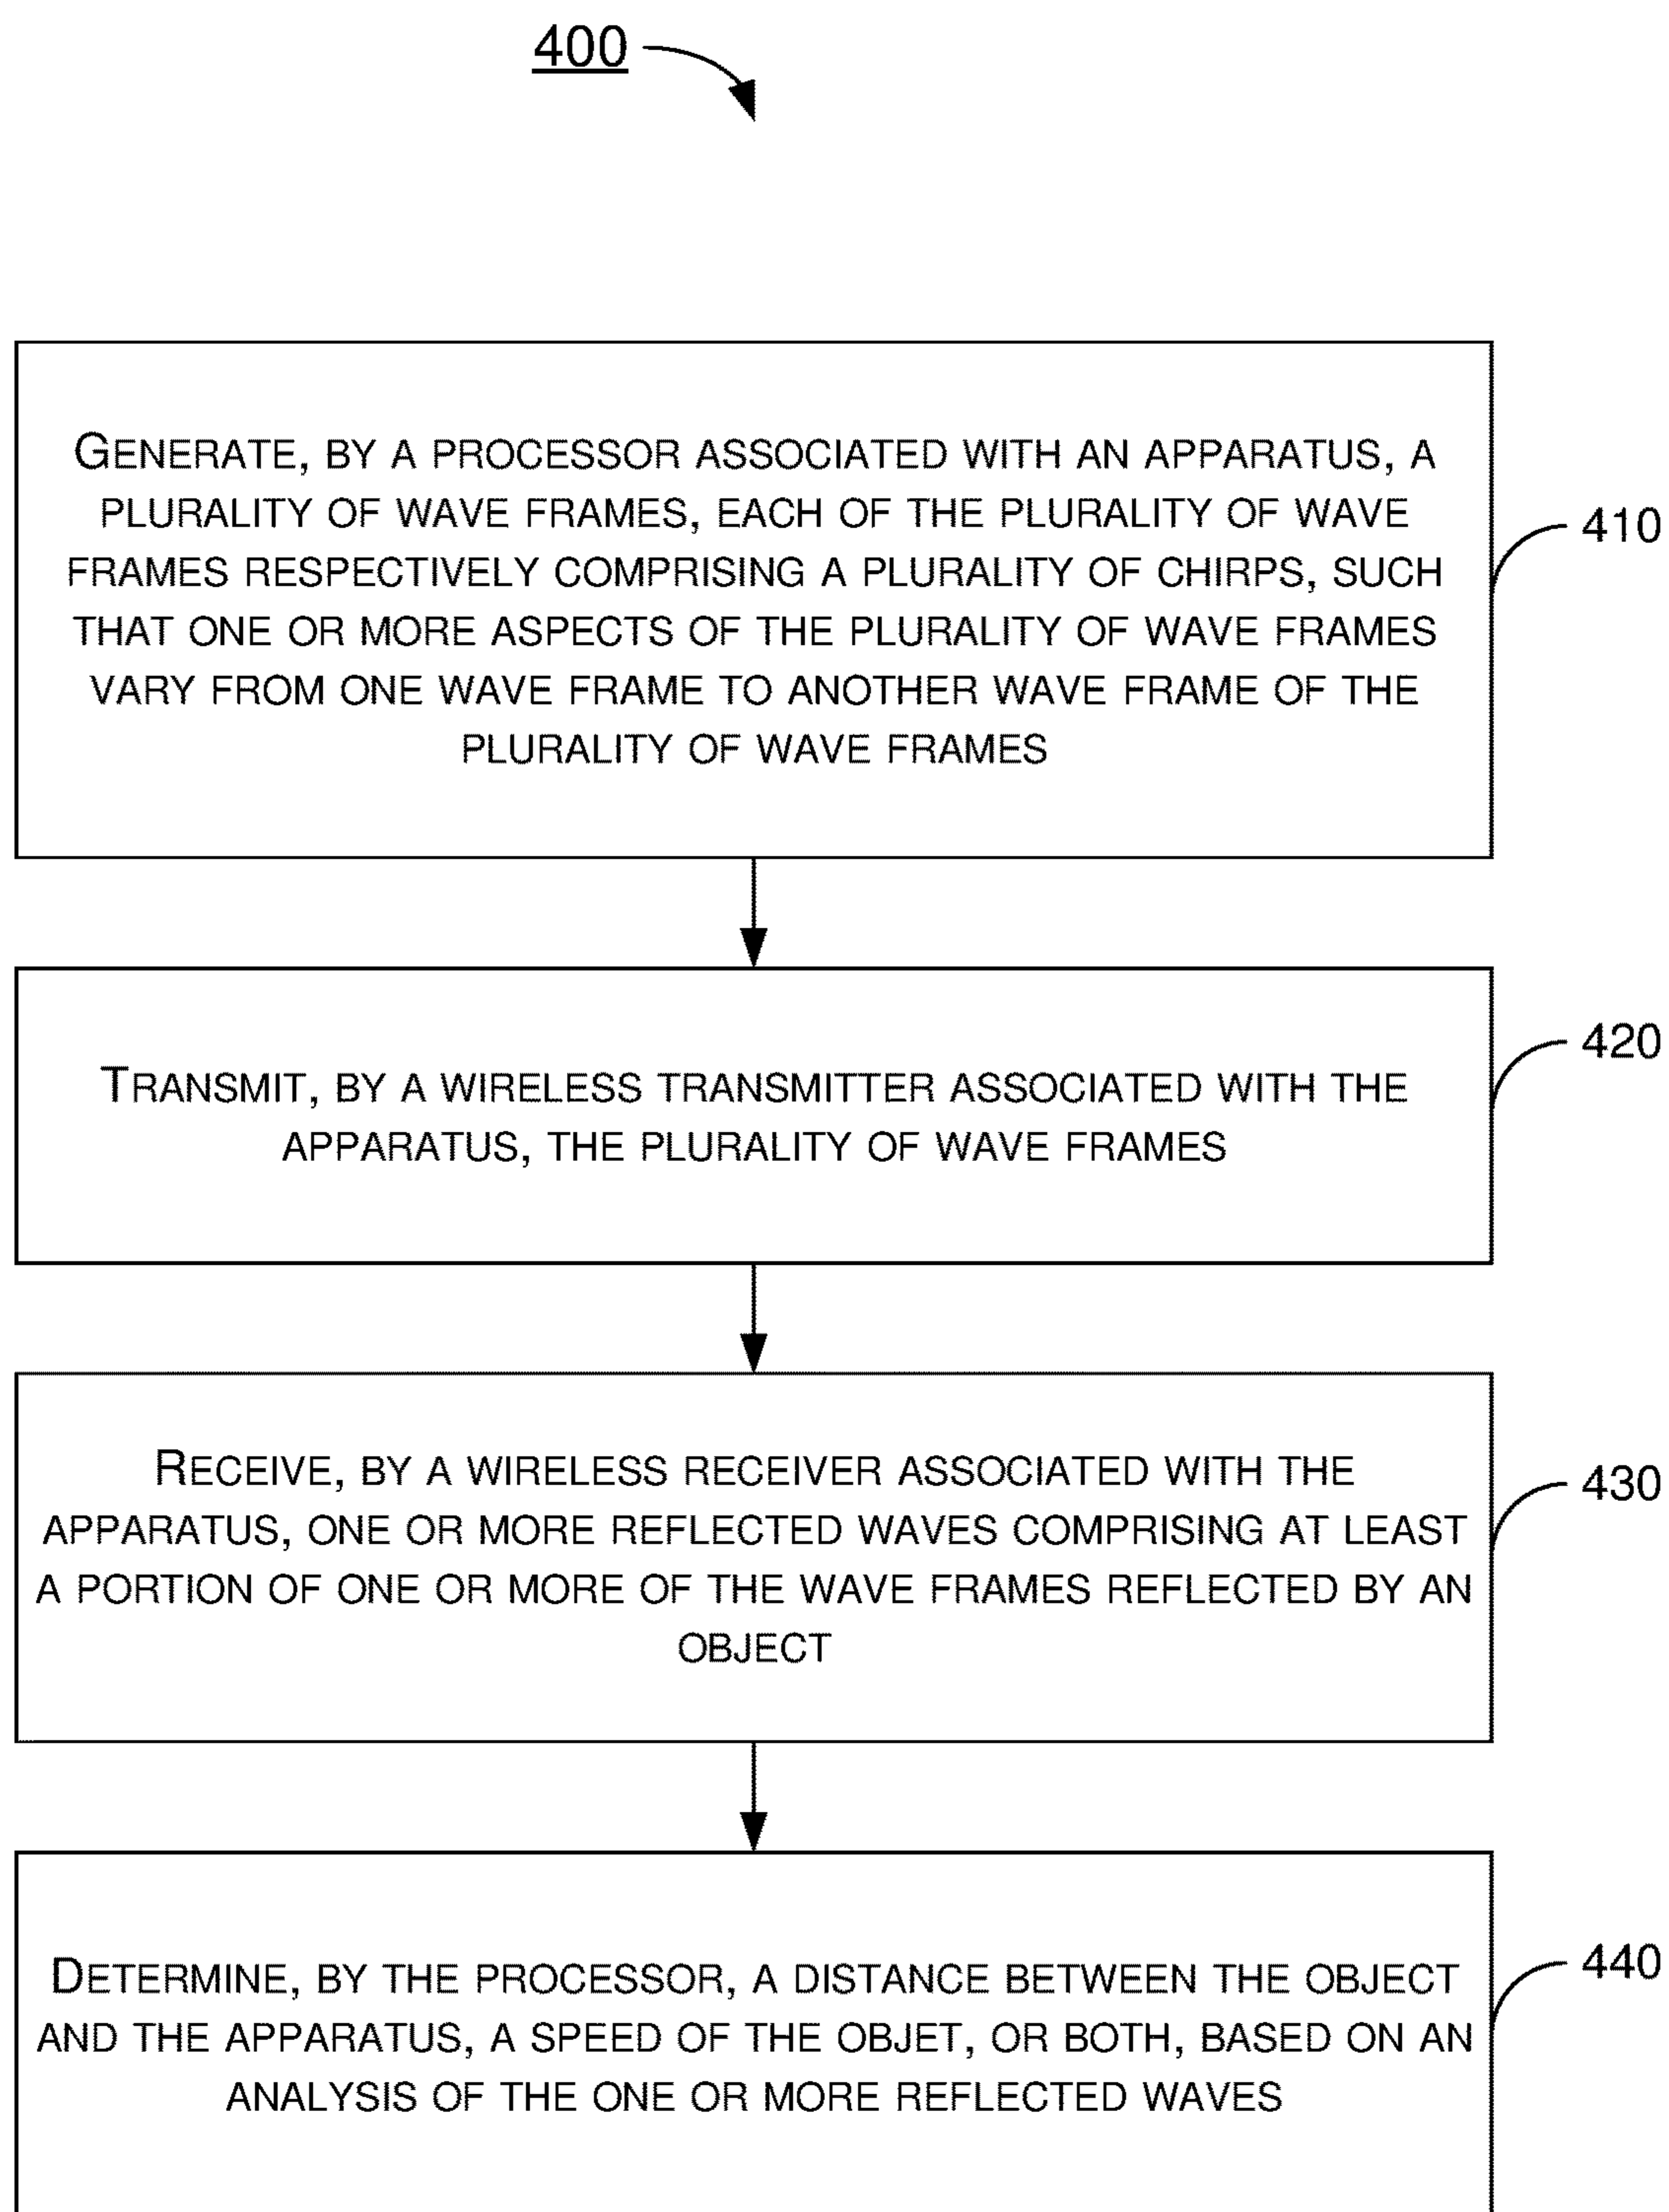 400
GENERATE, BY A PROCESSOR ASSOCIATED WITH AN APPARATUS, A
PLURALITY OF WAVE FRAMES, EACH OF THE PLURALITY OF WAVE
FRAMES RESPECTIVELY COMPRISING A PLURALITY OF CHIRPS, SUCH
THAT ONE OR MORE ASPECTS OF THE PLURALITY OF WAVE FRAMES
VARY FROM ONE WAVE FRAME TO ANOTHER WAVE FRAME OF THE
PLURALITY OF WAVE FRAMES
410
TRANSMIT, BY A WIRELESS TRANSMITTER ASSOCIATED WITH THE
APPARATUS, THE PLURALITY OF WAVE FRAMES
420
RECEIVE, BY A WIRELESS RECEIVER ASSOCIATED WITH THE
APPARATUS, ONE OR MORE REFLECTED WAVES COMPRISING AT LEAST
A PORTION OF ONE OR MORE OF THE WAVE FRAMES REFLECTED BY AN
OBJECT
430
DETERMINE, BY THE PROCESSOR, A DISTANCE BETWEEN THE OBJECT
AND THE APPARATUS, A SPEED OF THE OBJET, OR BOTH, BASED ON AN
ANALYSIS OF THE ONE OR MORE REFLECTED WAVES
440